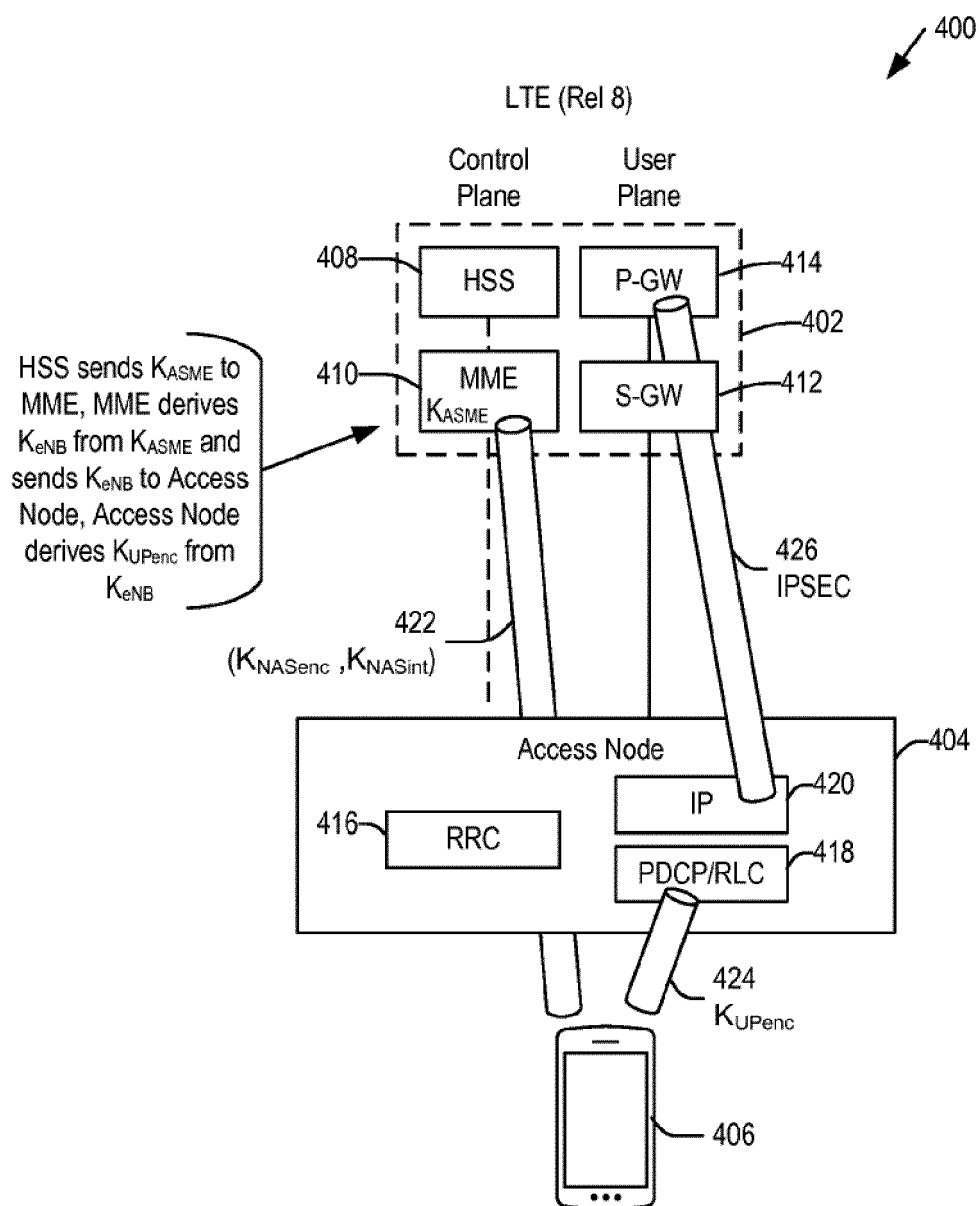 400
LTE (Rel 8)
Control
Plane
User
Plane
408
HSS
P-GW
414
402
410
MME
KASME
S-GW
412
HSS sends KASME to
MME, MME derives
KeNB from KASME and
sends KeNB to Access
Node, Access Node
derives KUPenc from
KeNB
426
IPSEC
422
(KNASenc ,KNASint)
Access Node
404
IP
420
416
RRC
PDCP/RLC
418
424
KUPenc
406